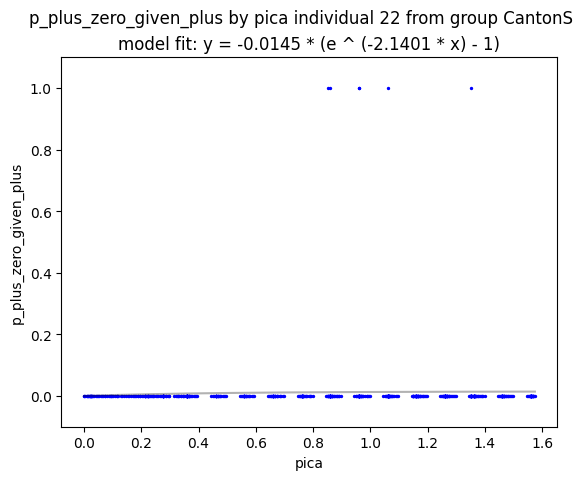 p_plus_zero_given_plus by pica individual 22 from group CantonS
model fit: y = -0.0145 * (e ^ (-2.1401 * x) - 1)
1.0
0.8
0.6
0.4
0.2
0.0
p_plus_zero_given_plus
0.0 0.2 0.4 0.6 0.8 1.0 1.2 1.4 1.6
pica